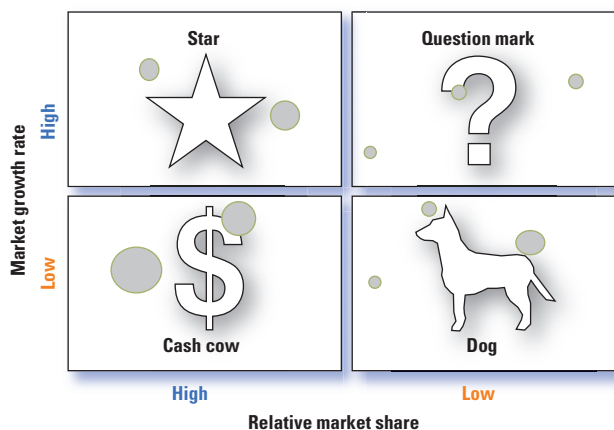 Star
Question mark
Market growth rate
High
Low
Cash cow
Dog
High
Low
Relative market share